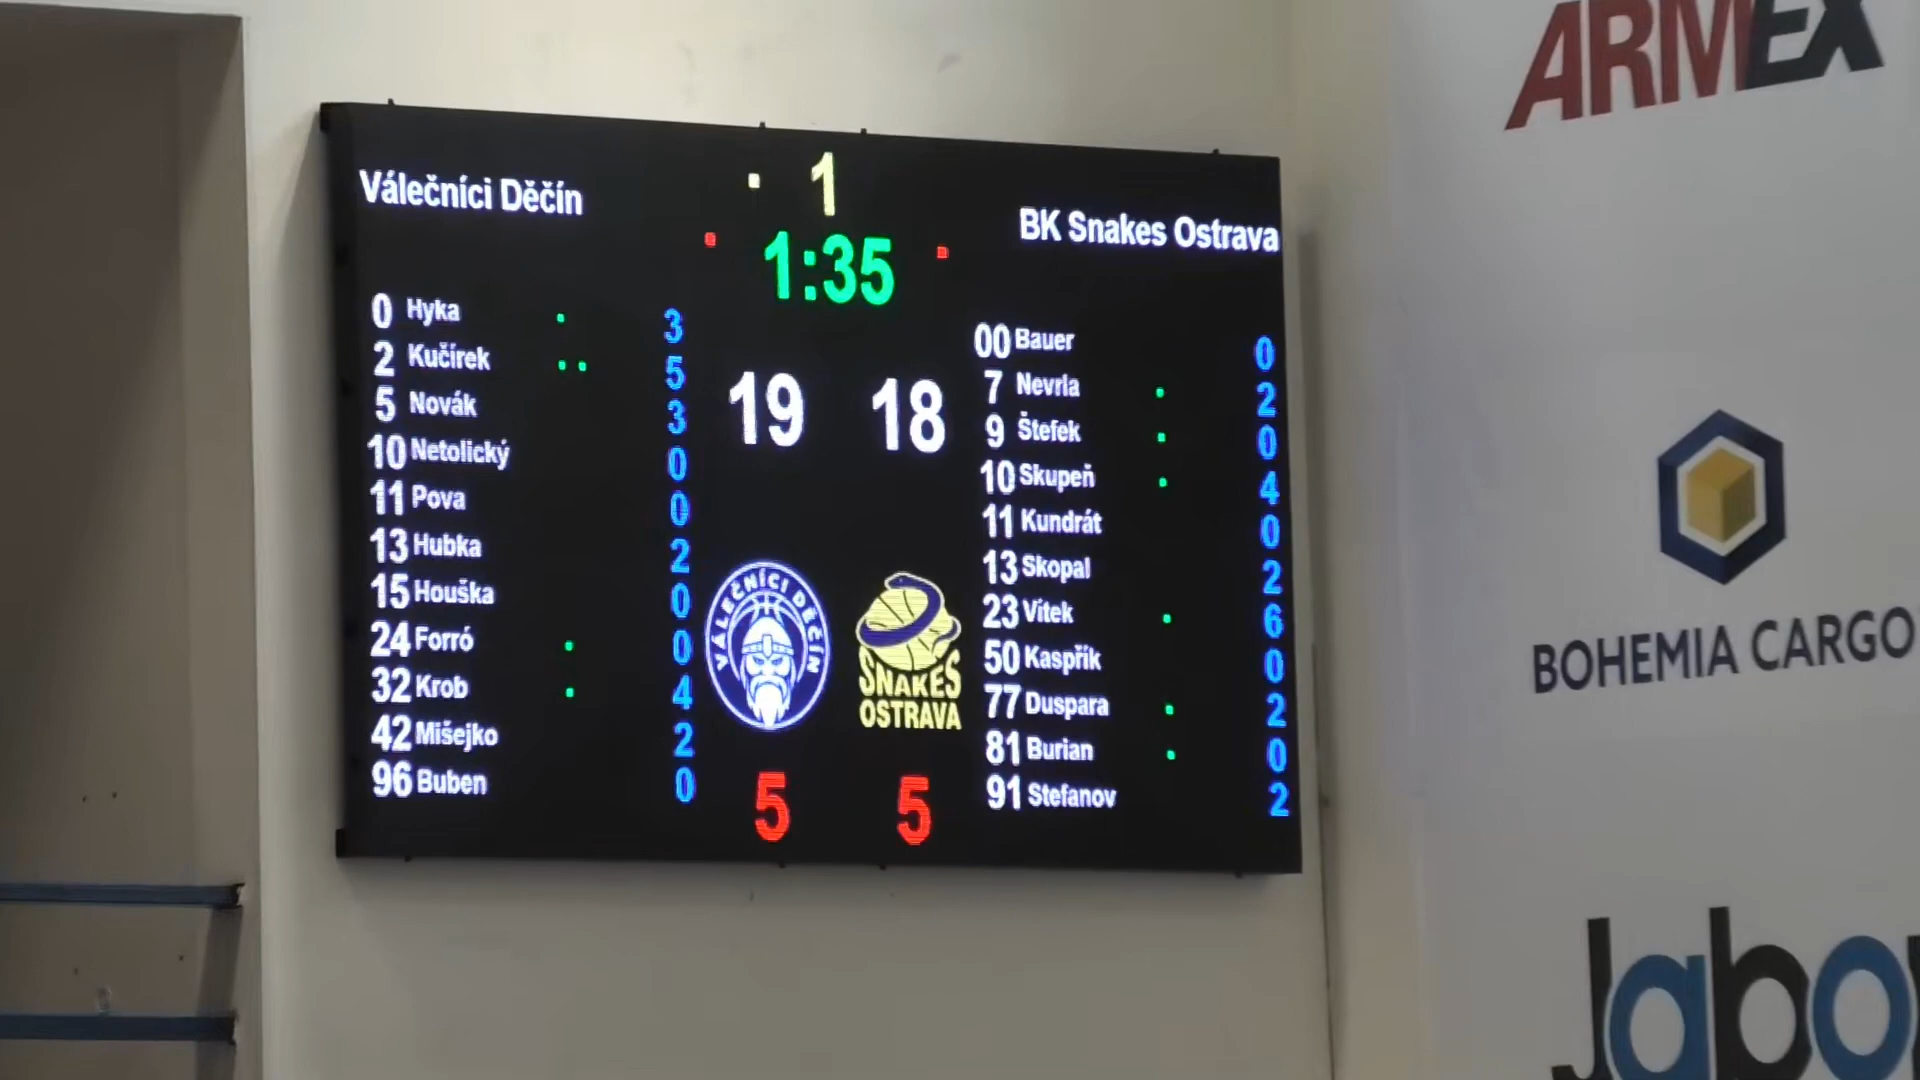 ARMEX
Válečníci Děčín
1
BK Snakes Ostrava
1:35
0 Hyka 3
2 Kučírek 5
5 Novák 3
10 Netolický 0
11 Pova 0
13 Hubka 2
15 Houška 0
24 Forró 0
32 Krob 4
42 Mišejko 2
96 Buben 0
19 18
VÁLEČNÍCI DĚČÍN
SNAKES
OSTRAVA
5 5
00 Bauer 0
7 Nevrla 2
9 Štefek 0
10 Skupeň 4
11 Kundrát 0
13 Skopal 2
23 Vítek 6
50 Kaspřík 0
77 Duspara 2
81 Burian 0
91 Stefanov 2
BOHEMIA CARGO